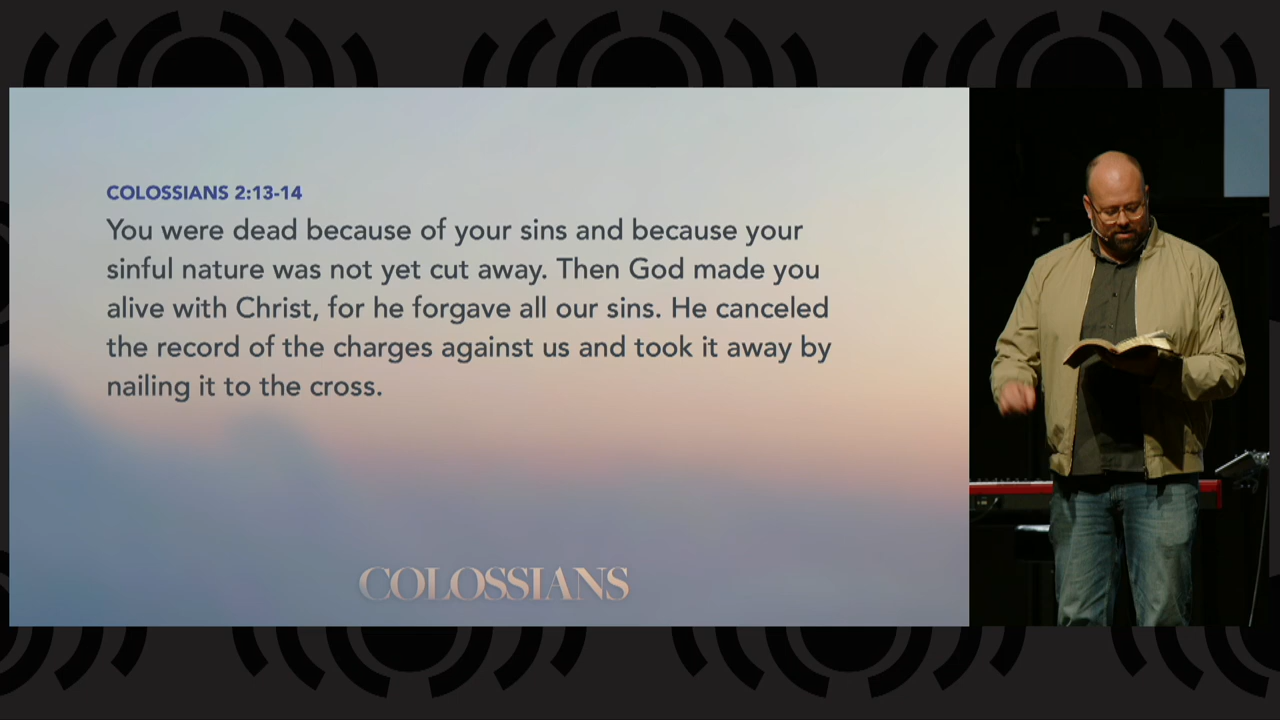 COLOSSIANS 2:13-14
You were dead because of your sins and because your
sinful nature was not yet cut away. Then God made you
alive with Christ, for he forgave all our sins. He canceled
the record of the charges against us and took it away by
nailing it to the cross.
COLOSSIANS